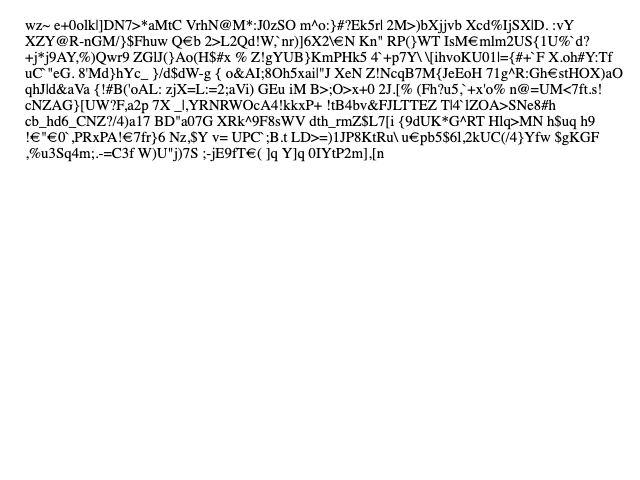 wz~ e+0olk|]DN7>*aMtC VrhN@M*:J0zSO m^o:}#?Ek5r| 2M>)bXjjvb Xcd%IjSX|D. :vY
XZY@R-nGM/}$Fhuw Q€b 2>L2Qd!W,`nr)]6X2\€N Kn" RP(}WT IsM€mlm2US{1U%`d?
+j*j9AY,%)Qwr9 ZGlJ(}Ao(H$#x % Z!gYUB}KmPHk5 4`+p7Y\ \[ihvoKU01|={#+`F X.oh#Y:Tf
uC`"eG. 8'Md}hYc_ }/d$dW-g { o&AI;8Oh5xai|"J XeN Z!NcqB7M{JeEoH 71g^R:Gh€stHOX)aO
qhJ|d&aVa {!#B('oAL: zjX=L:=2;aVi) GEu iM B>;O>x+0 2J.[% (Fh?u5,`+x'o% n@=UM<7ft.s!
cNZAG}[UW?F,a2p 7X _|,YRNRWOcA4!kkxP+ !tB4bv&FJLTTEZ Tl4`lZOA>SNe8#h
cb_hd6_CNZ?/4)a17 BD"a07G XRk^9F8sWV dth_rmZ$L7[i {9dUK*G^RT Hlq>MN h$uq h9
!€"€0`,PRxPA!€7fr}6 Nz,$Y v= UPC`;B.t LD>=)1JP8KtRu\ u€pb5$6l,2kUC(/4}Yfw $gKGF
,%u3Sq4m;.-=C3f W)U"j)7S ;-jE9fT€( ]q Y]q 0IYtP2m],[n